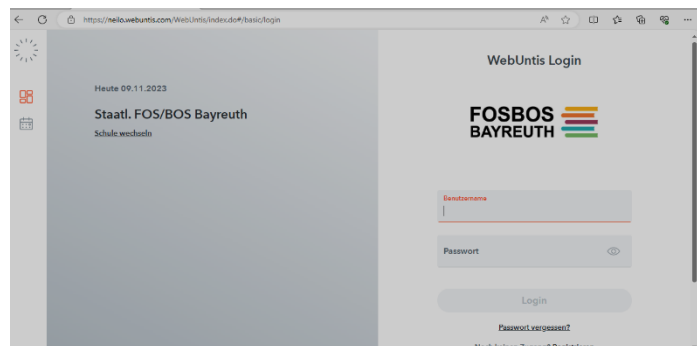 https://neilo.webuntis.com/WebUntis/index.do#/basic/login
Heute 09.11.2023
Staatl. FOS/BOS Bayreuth
Schule wechseln
WebUntis Login
FOSBOS
BAYREUTH
Benutzername
Passwort
Login
Passwort vergessen?